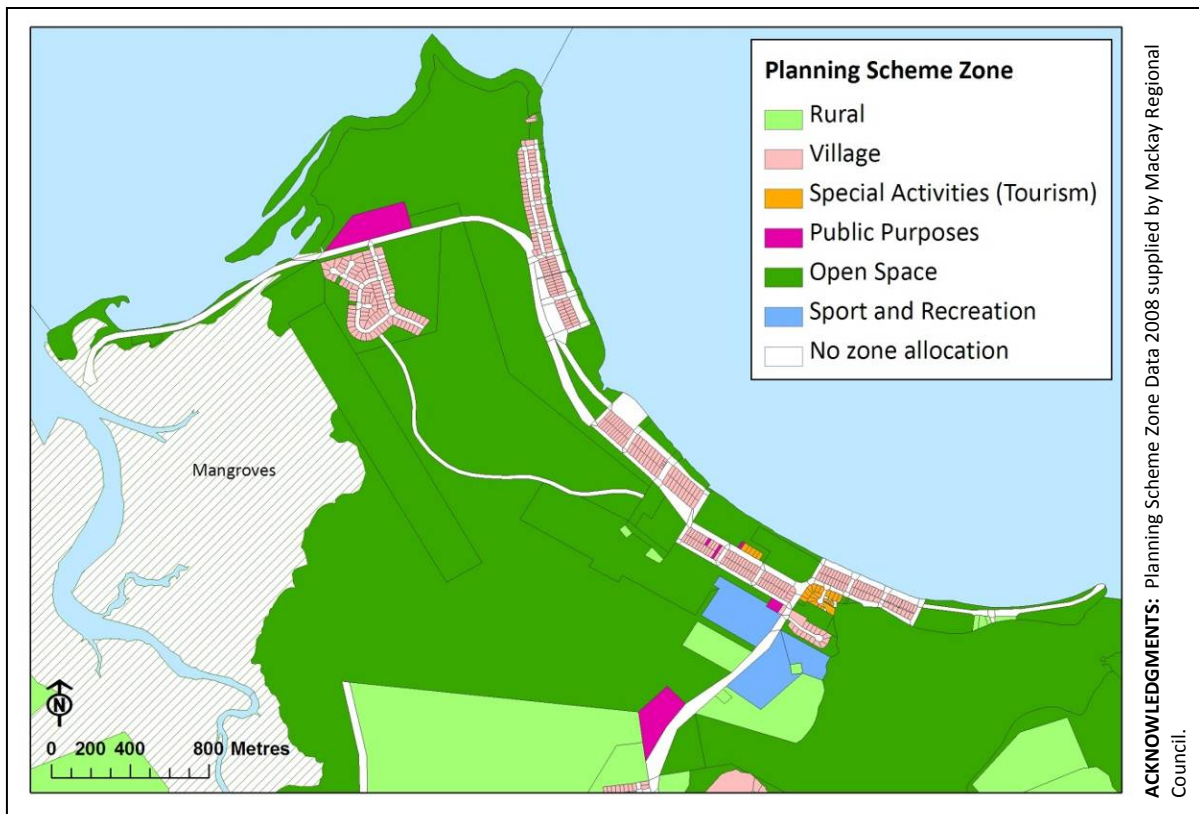 Planning Scheme Zone
Rural
Village
Special Activities (Tourism)
Public Purposes
Open Space
Sport and Recreation
No zone allocation
Mangroves
N
0 200 400 800 Metres
ACKNOWLEDGMENTS: Planning Scheme Zone Data 2008 supplied by Mackay Regional
Council.